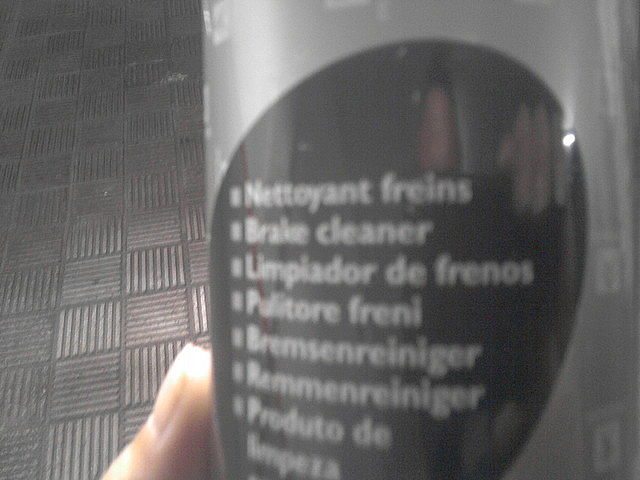 Nettoyant freins
Brake cleaner
Limpiador de frenos
Pulitore freni
Bremsenreiniger
Remmenreiniger
Produto de
limpeza